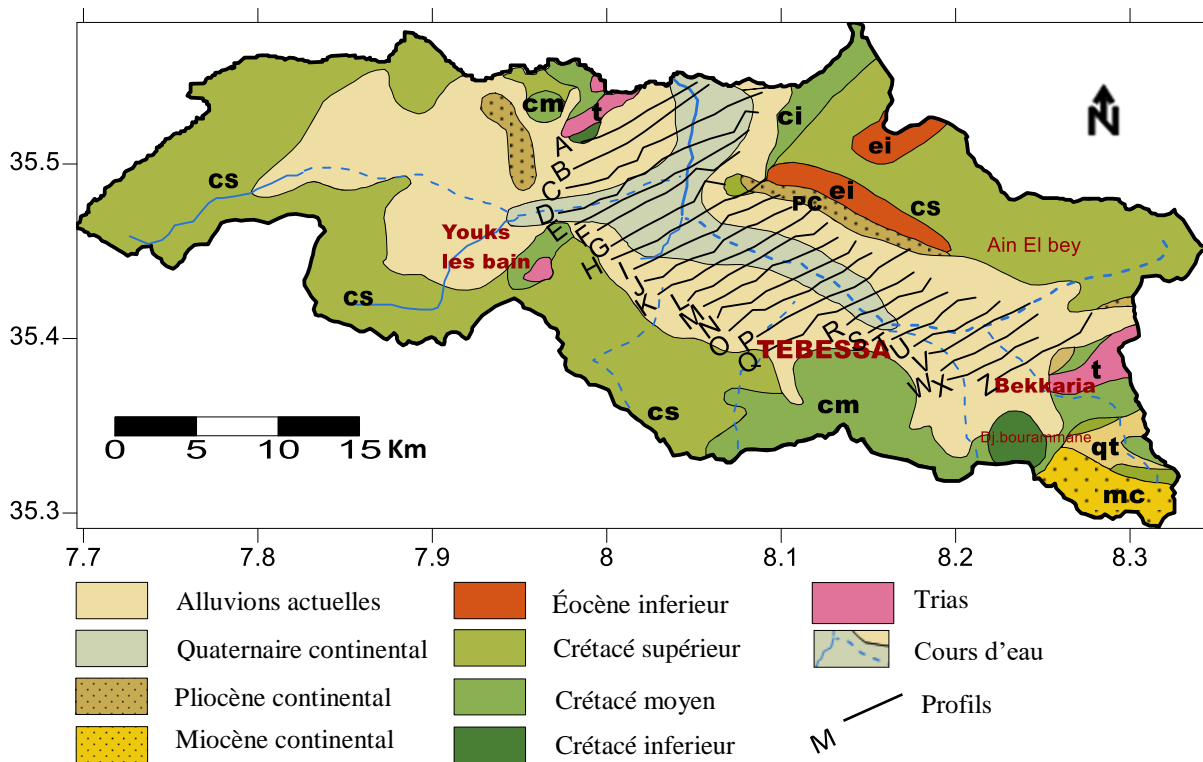 N
cm
t
ci
ei
A
B
C
35.5
cs
ei
PC
cs
D
E
F
G
H
Youks
les bain
Ain El bey
I
J
K
cs
L
M
N
O
P
Q
R
S
T
U
V
W
X
Z
35.4
TEBESSA
t
Bekkaria
cs
cm
Dj.bourammane
qt
mc
0 5 10 15 Km
35.3
7.7 7.8 7.9 8 8.1 8.2 8.3
Alluvions actuelles
Quaternaire continental
Pliocène continental
Miocène continental
Éocène inferieur
Crétacé supérieur
Crétacé moyen
Crétacé inferieur
Trias
Cours d’eau
M
Profils